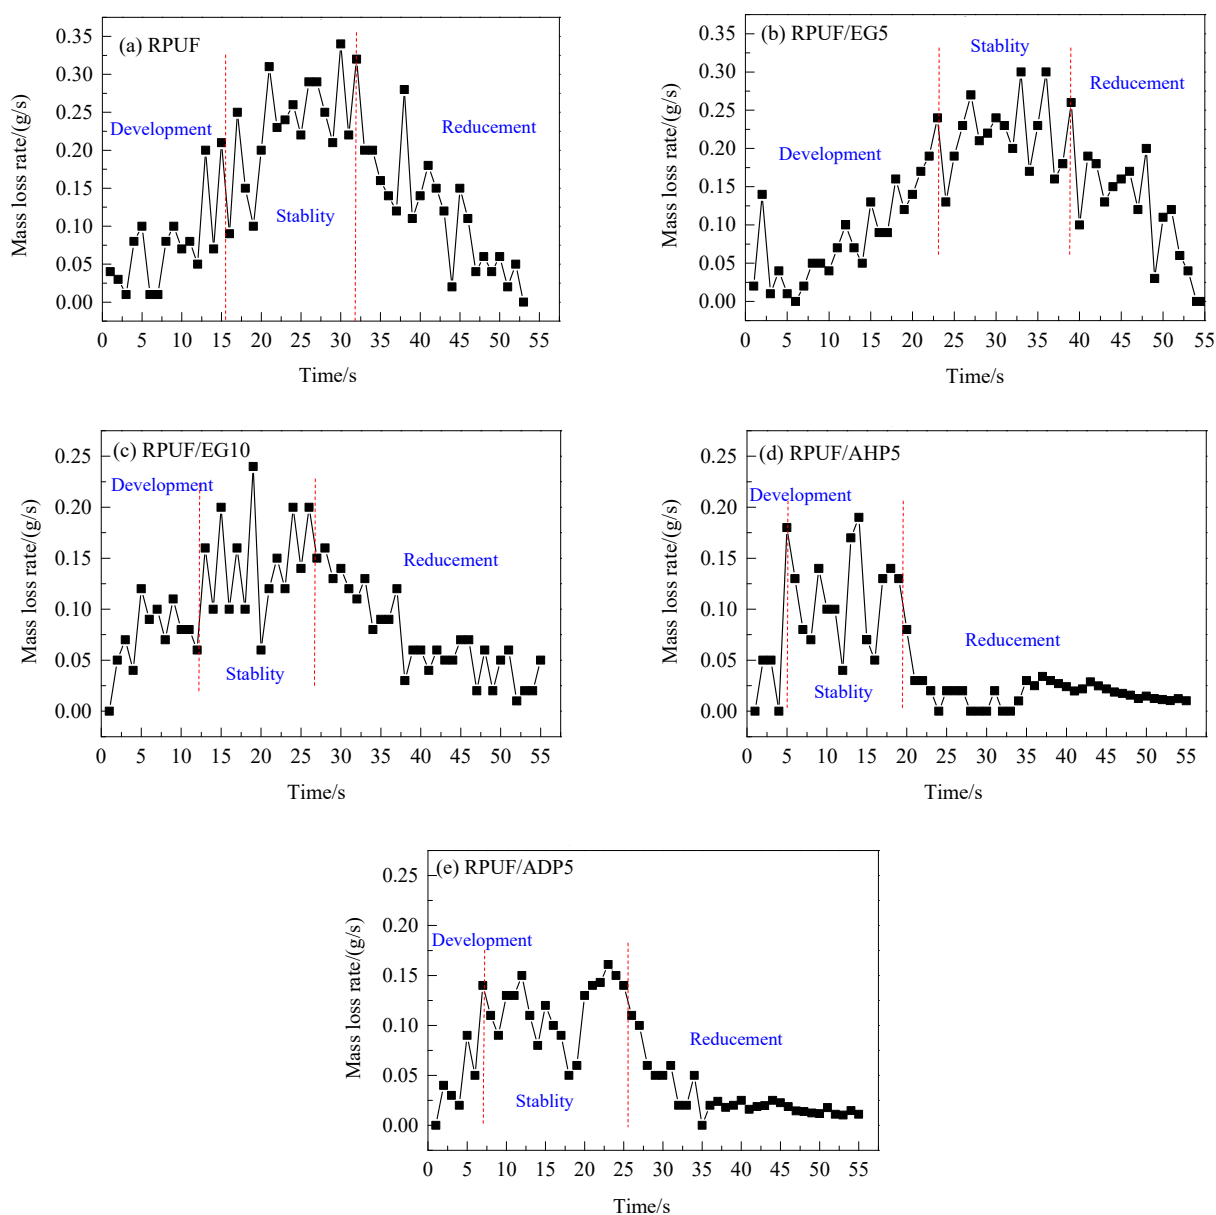 (a) RPUF
Mass loss rate/(g/s)
0.35
0.30
0.25
0.20
0.15
0.10
0.05
0.00
Development
Stablity
Reducement
0 5 10 15 20 25 30 35 40 45 50 55
Time/s
(b) RPUF/EG5
Mass loss rate/(g/s)
0.35
0.30
0.25
0.20
0.15
0.10
0.05
0.00
Stablity
Reducement
Development
0 5 10 15 20 25 30 35 40 45 50 55
Time/s
(c) RPUF/EG10
Mass loss rate/(g/s)
0.25
0.20
0.15
0.10
0.05
0.00
Development
Reducement
Stablity
0 5 10 15 20 25 30 35 40 45 50 55
Time/s
(d) RPUF/AHP5
Mass loss rate/(g/s)
0.25
0.20
0.15
0.10
0.05
0.00
Development
Reducement
Stablity
0 5 10 15 20 25 30 35 40 45 50 55
Time/s
(e) RPUF/ADP5
Mass loss rate/(g/s)
0.25
0.20
0.15
0.10
0.05
0.00
Development
Reducement
Stablity
0 5 10 15 20 25 30 35 40 45 50 55
Time/s